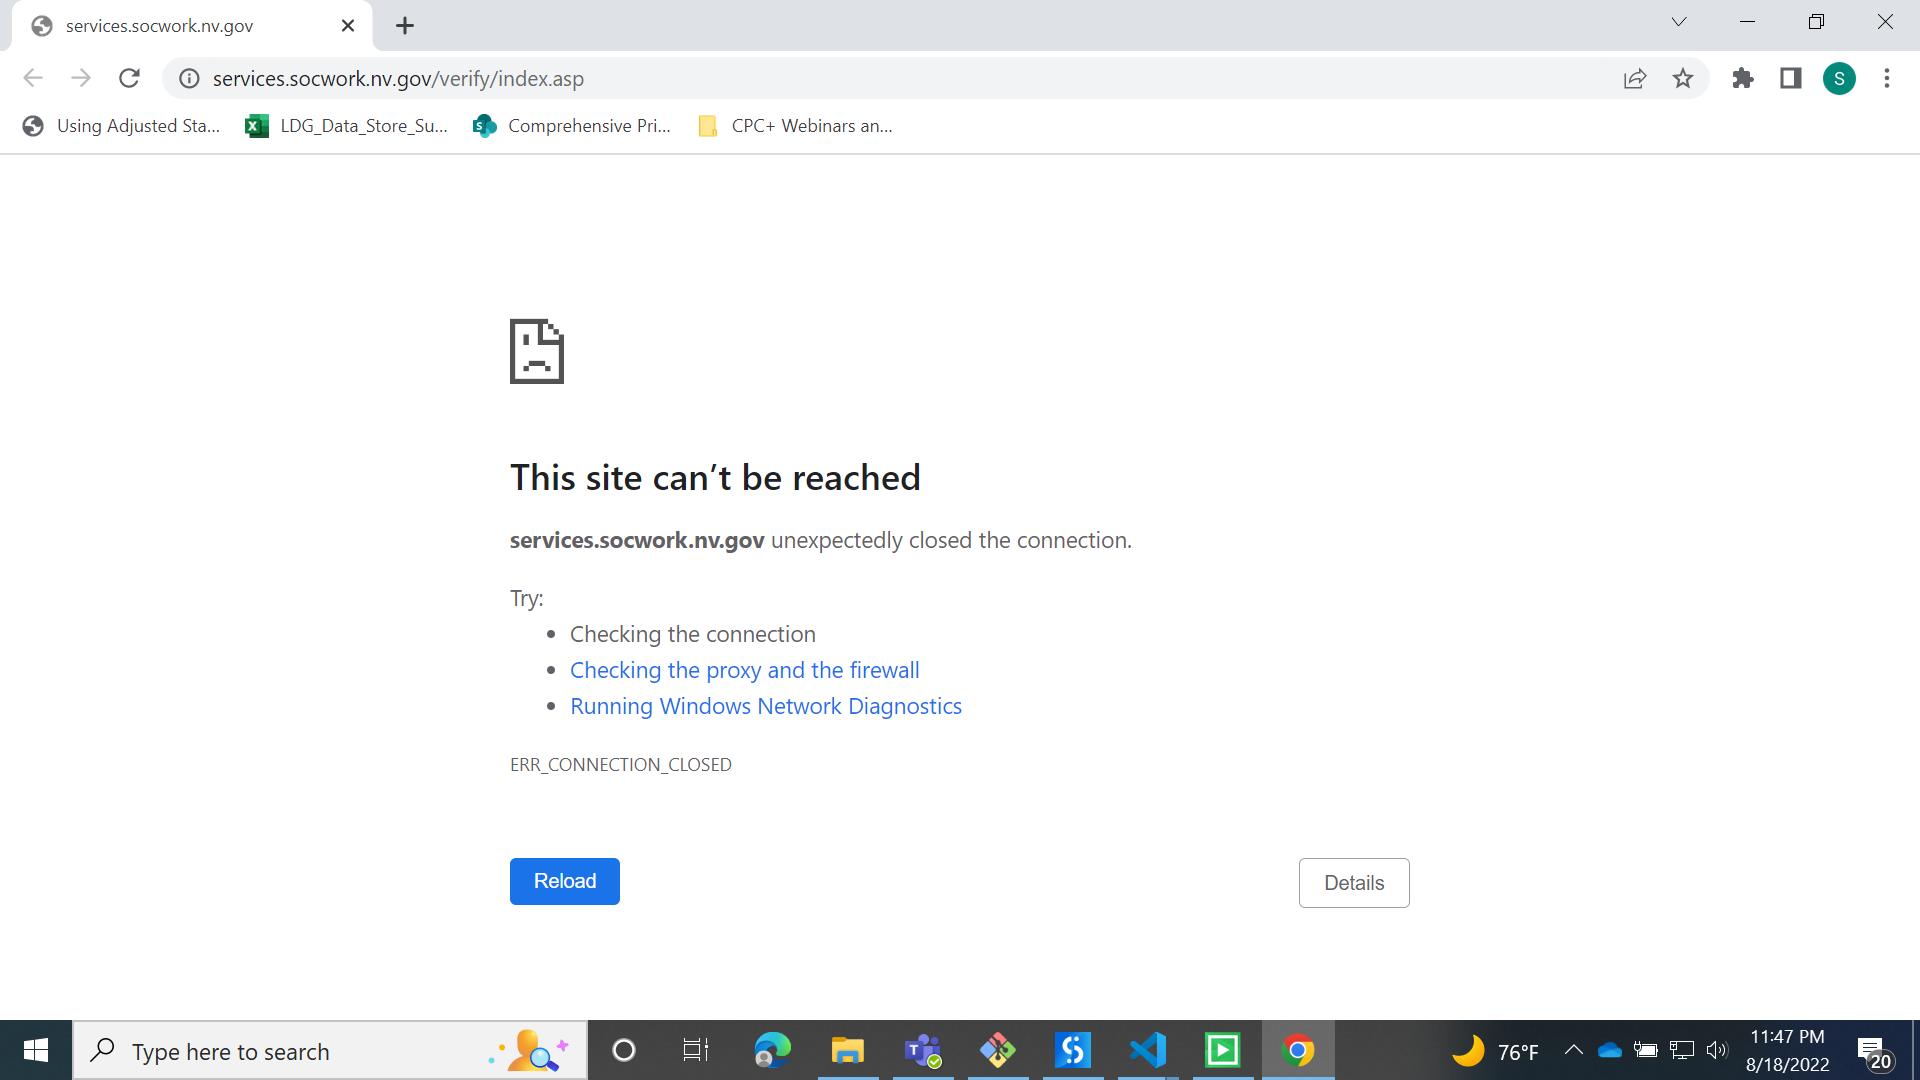 services.socwork.nv.gov
services.socwork.nv.gov/verify/index.asp
S
Using Adjusted Sta...
LDG_Data_Store_Su...
Comprehensive Pri...
CPC+ Webinars an...
This site can’t be reached
services.socwork.nv.gov unexpectedly closed the connection.
Try:
• Checking the connection
• Checking the proxy and the firewall
• Running Windows Network Diagnostics
ERR_CONNECTION_CLOSED
Reload
Details
Type here to search
76°F
11:47 PM
8/18/2022
20